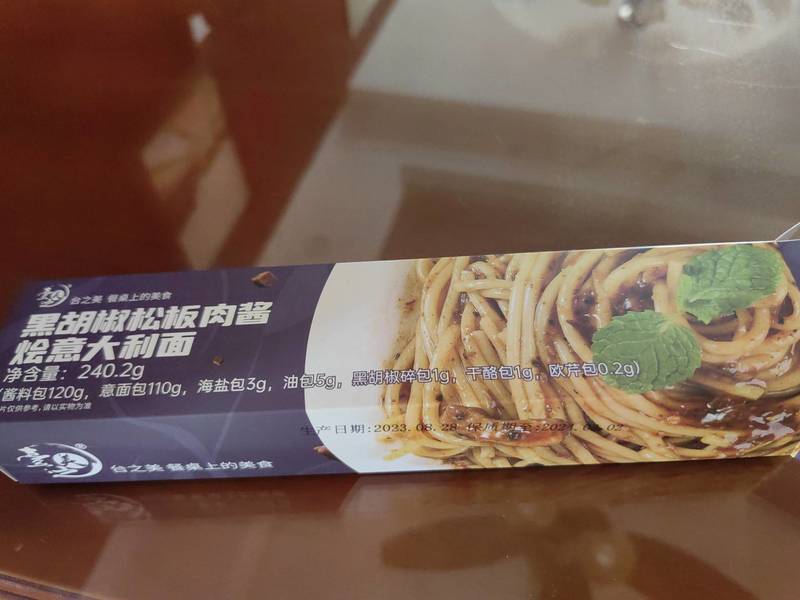 台之美 餐桌上的美食
黑胡椒松板肉酱
烩意大利面
净含量：240.2g
(酱料包120g，意面包110g，海盐包3g，油包5g，黑胡椒碎包1g，干酪包1g，欧芹包0.2g)
片仅供参考,请以实物为准
生产日期:2023.08.28 保质期至:
台之美 餐桌上的美食